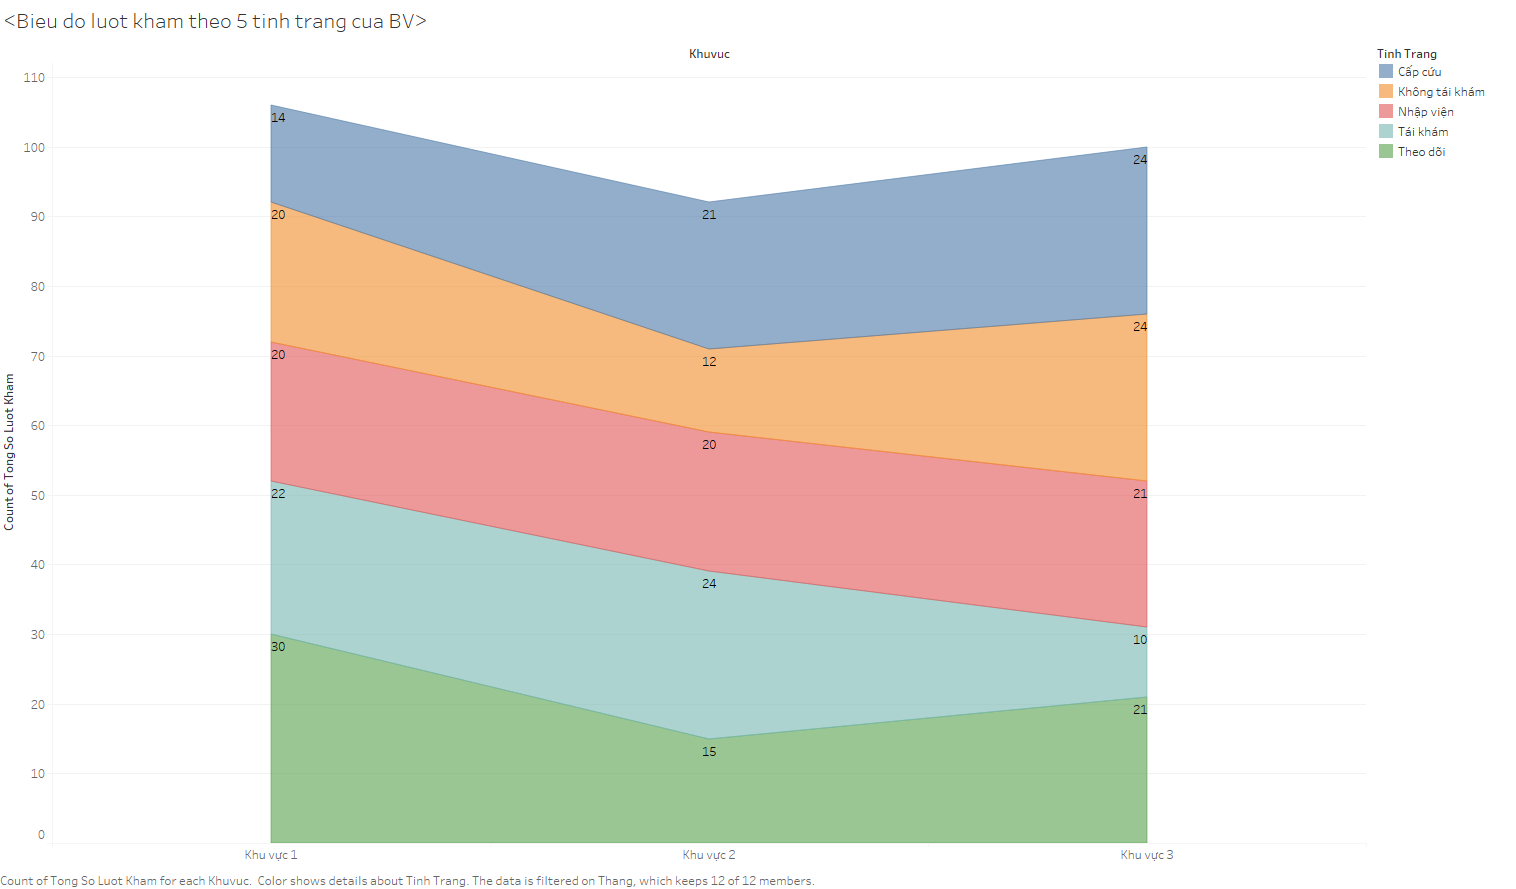 <Bieu do luot kham theo 5 tinh trang cua BV>
Khuvuc
Tinh Trang
Cấp cứu
Không tái khám
Nhập viện
Tái khám
Theo dõi
Count of Tong So Luot Kham
110
100
90
80
70
60
50
40
30
20
10
0
14
20
20
22
30
21
12
20
24
15
24
24
21
10
21
Khu vực 1
Khu vực 2
Khu vực 3
Count of Tong So Luot Kham for each Khuvuc.  Color shows details about Tinh Trang. The data is filtered on Thang, which keeps 12 of 12 members.